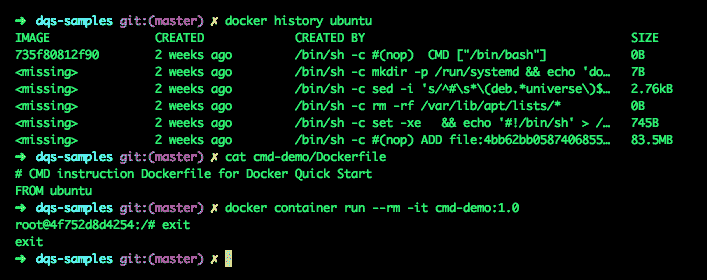 ➜ dqs-samples git:(master) ✗ docker history ubuntu
IMAGE CREATED CREATED BY SIZE
735f80812f90 2 weeks ago /bin/sh -c #(nop) CMD ["/bin/bash"] 0B
<missing> 2 weeks ago /bin/sh -c mkdir -p /run/systemd && echo 'do… 7B
<missing> 2 weeks ago /bin/sh -c sed -i 's/^#\s*\(deb.*universe\)$… 2.76kB
<missing> 2 weeks ago /bin/sh -c rm -rf /var/lib/apt/lists/* 0B
<missing> 2 weeks ago /bin/sh -c set -xe && echo '#!/bin/sh' > /… 745B
<missing> 2 weeks ago /bin/sh -c #(nop) ADD file:4bb62bb0587406855… 83.5MB
➜ dqs-samples git:(master) ✗ cat cmd-demo/Dockerfile
# CMD instruction Dockerfile for Docker Quick Start
FROM ubuntu
➜ dqs-samples git:(master) ✗ docker container run --rm -it cmd-demo:1.0
root@4f752d8d4254:/# exit
exit
➜ dqs-samples git:(master) ✗